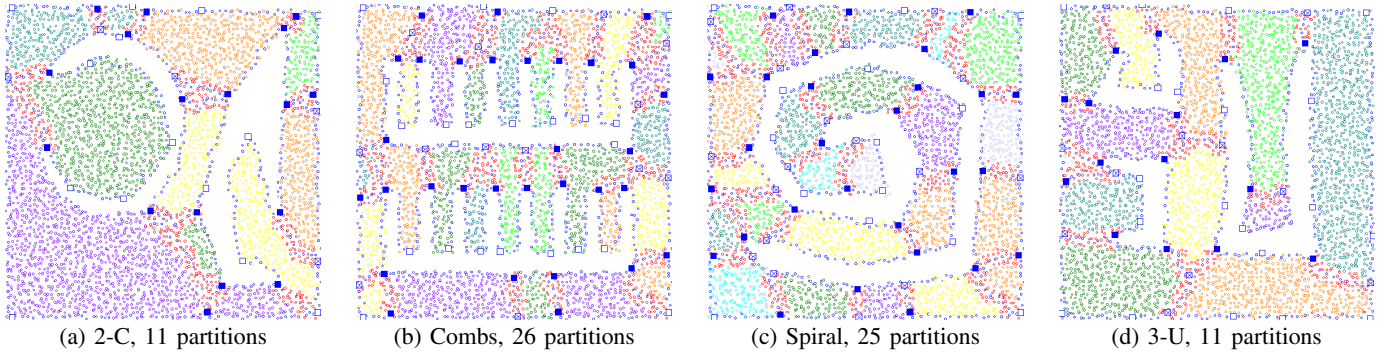 (a) 2-C, 11 partitions
(b) Combs, 26 partitions
(c) Spiral, 25 partitions
(d) 3-U, 11 partitions